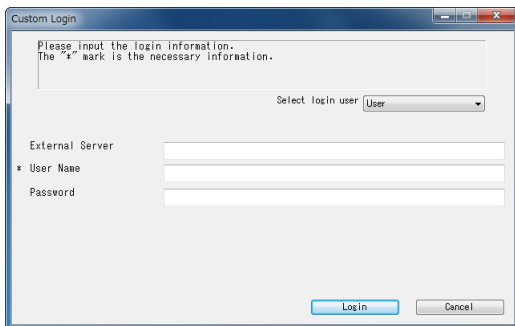 Custom Login
Please input the login information.
The "*" mark is the necessary information.
Select login user User
External Server
* User Name
Password
Login Cancel